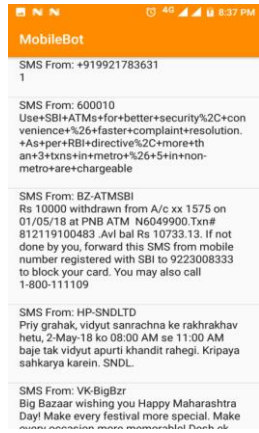 4G 8:37 PM
MobileBot
SMS From: +919921783631
1
SMS From: 600010
Use+SBI+ATMs+for+better+security%2C+con
venience+%26+faster+complaint+resolution.
+As+per+RBI+directive%2C+more+th
an+3+txns+in+metro+%26+5+in+non-
metro+are+chargeable
SMS From: BZ-ATMSBI
Rs 10000 withdrawn from A/c xx 1575 on
01/05/18 at PNB ATM N6049900.Txn#
812119100483 .Avl bal Rs 10733.13. If not
done by you, forward this SMS from mobile
number registered with SBI to 9223008333
to block your card. You may also call
1-800-111109
SMS From: HP-SNDLTD
Priy grahak, vidyut sanrachna ke rakhrakhav
hetu, 2-May-18 ko 08:00 AM se 11:00 AM
baje tak vidyut apurti khandit rahegi. Kripaya
sahkarya karein. SNDL.
SMS From: VK-BigBzr
Big Bazaar wishing you Happy Maharashtra
Day! Make every festival more special. Make
every occasion more memorable! Desh ek